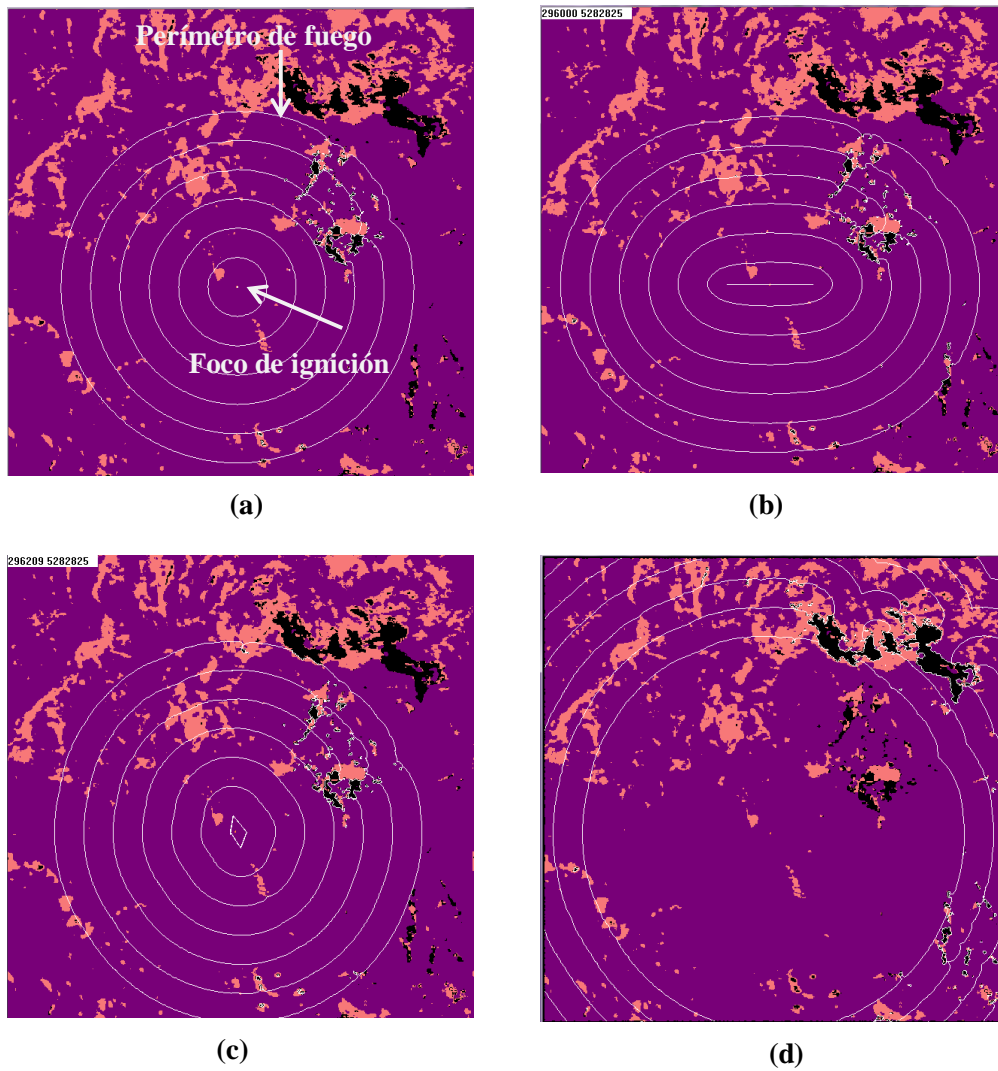 Perímetro de fuego
Foco de ignición
(a)
296000 5282825
(b)
296209 5282825
(c)
(d)